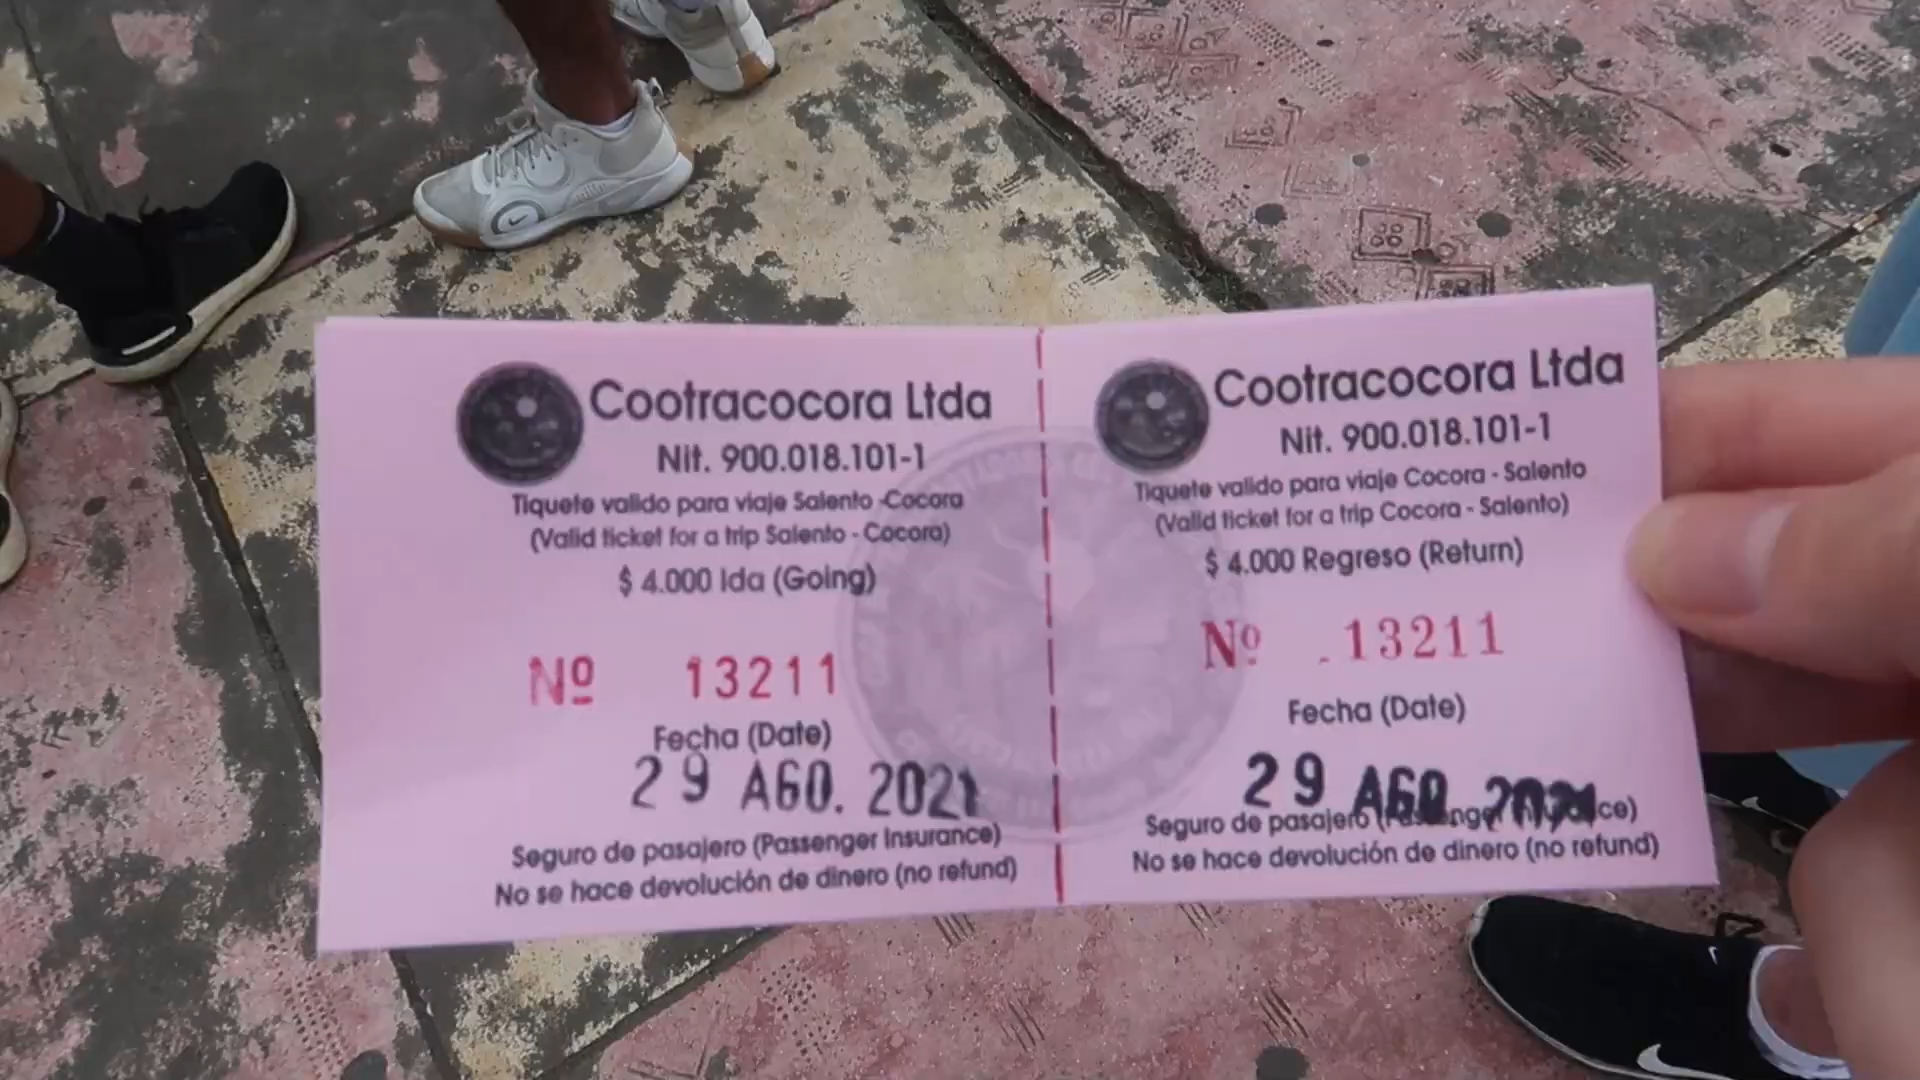 Cootracocora Ltda
Nit. 900.018.101-1
Tiquete valido para viaje Salento -Cocora
(Valid ticket for a trip Salento - Cocora)
$ 4.000 Ida (Going)
Nº 13211
Fecha (Date)
29 AGO. 2021
Seguro de pasajero (Passenger Insurance)
No se hace devolución de dinero (no refund)
Cootracocora Ltda
Nit. 900.018.101-1
Tiquete valido para viaje Cocora - Salento
(Valid ticket for a trip Cocora - Salento)
$ 4.000 Regreso (Return)
Nº 13211
Fecha (Date)
29 AGO. 2021
Seguro de pasajero (Passenger Insurance)
No se hace devolución de dinero (no refund)